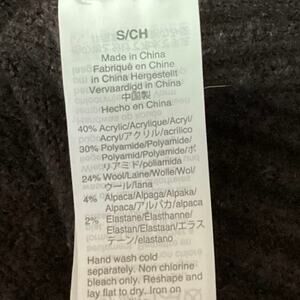 S/CH
Made in China
Fabriqué en Chine
in China Hergestellt
Vervaardigd in China
中国製
Hecho en China
40% Acrylic/Acrylique/Acryl/
Acryl/アクリル/acrílico
30% Polyamide/Polyamide/
Polyamid/Polyamide/ポ
リアミド/poliamida
24% Wool/Laine/Wolle/Wol/
ウール/lana
4% Alpaca/Alpaga/Alpaka/
Alpaca/アルパカ/alpaca
2% Elastane/Élasthanne/
Elastan/Elastaan/エラス
テーン/elastano
Hand wash cold
separately. Non chlorine
bleach only. Reshape and
lay flat to dry. Iron on